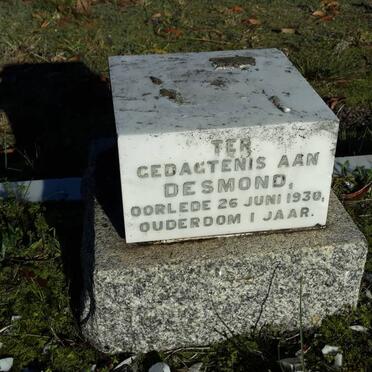 TER
GEDAGTENIS AAN
DESMOND,
OORLEDE 26 JUNI 1930,
OUDERDOM 1 JAAR.